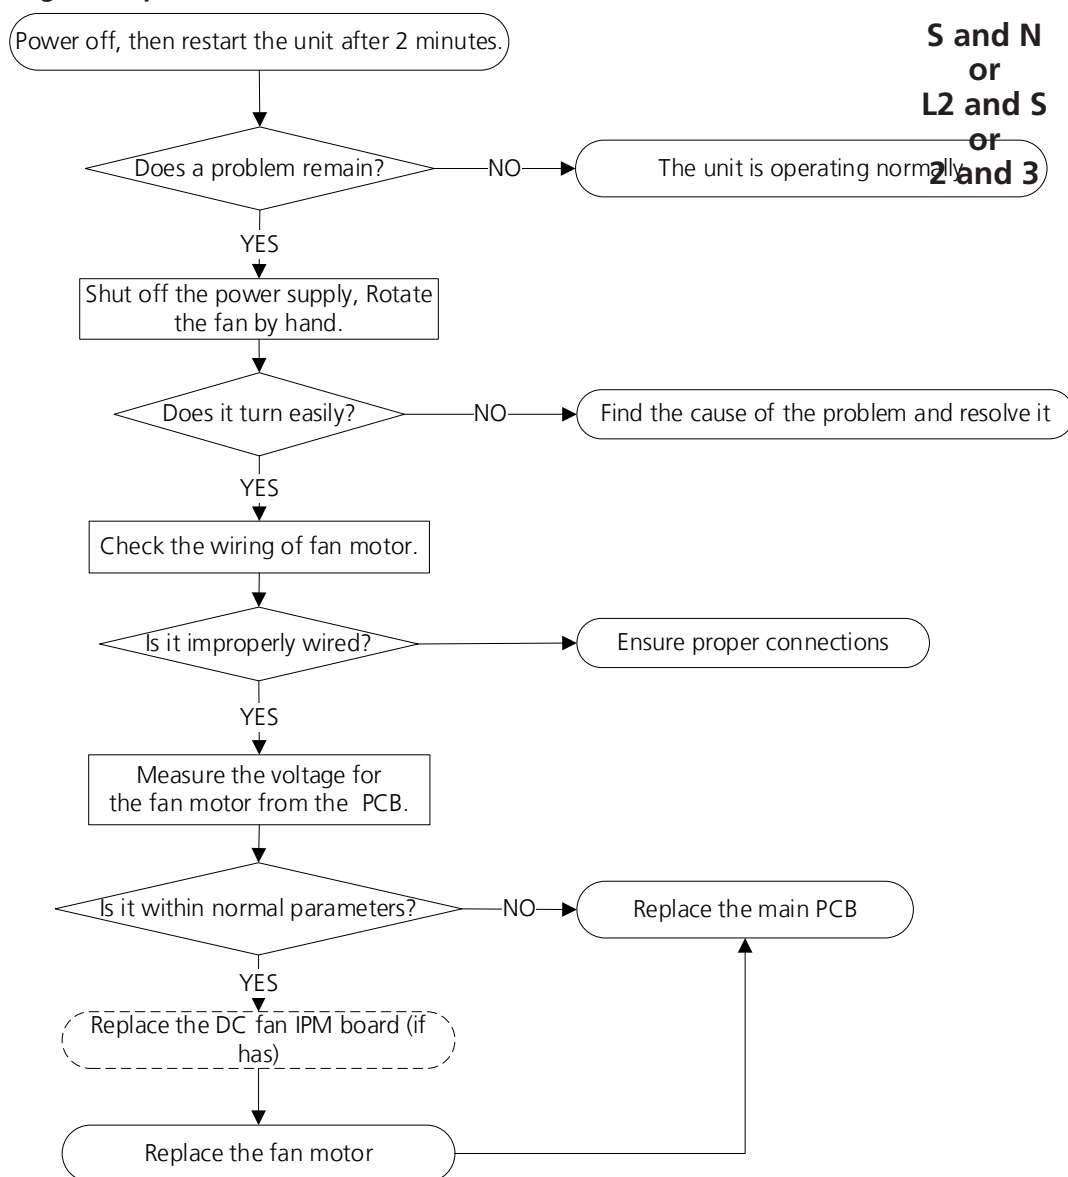 Power off, then restart the unit after 2 minutes.
S and N
or
L2 and S
or
2 and 3
Does a problem remain?
NO
The unit is operating normally
YES
Shut off the power supply, Rotate
the fan by hand.
Does it turn easily?
NO
Find the cause of the problem and resolve it
YES
Check the wiring of fan motor.
Is it improperly wired?
Ensure proper connections
YES
Measure the voltage for
the fan motor from the PCB.
Is it within normal parameters?
NO
Replace the main PCB
YES
Replace the DC fan IPM board (if
has)
Replace the fan motor